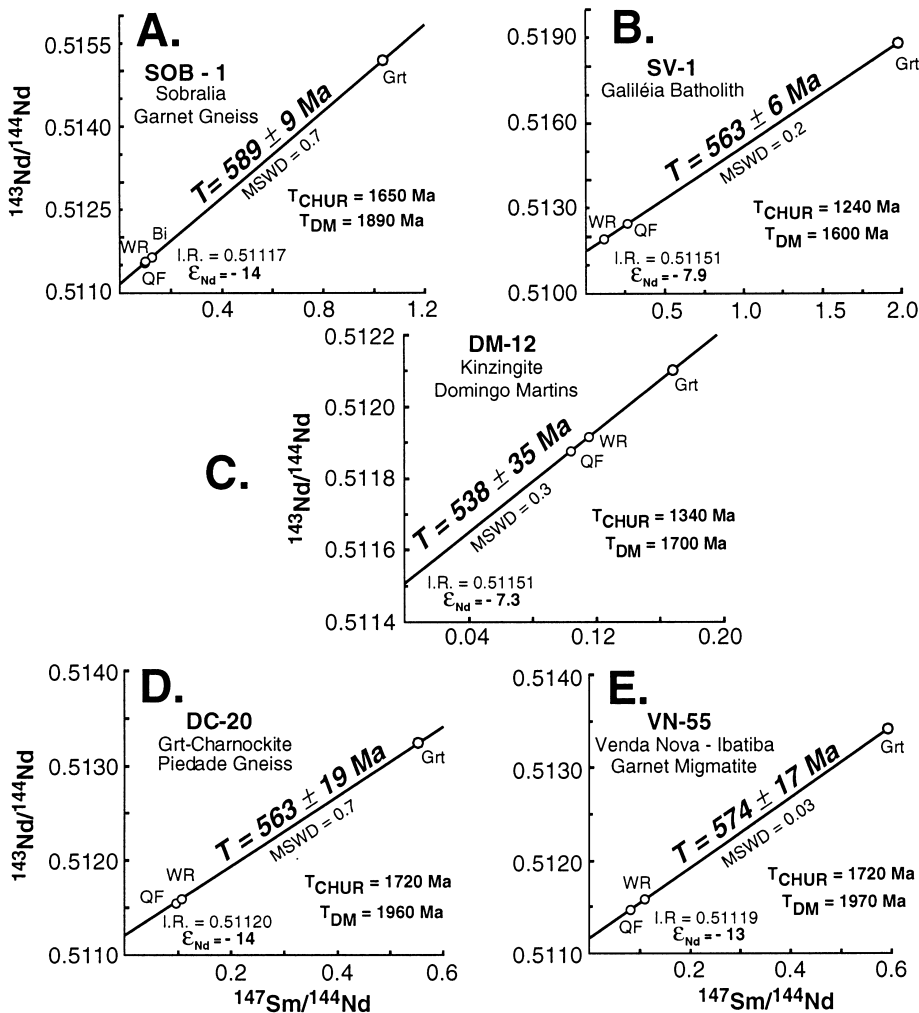 A.
SOB - 1
Sobralia
Garnet Gneiss
143Nd/144Nd
0.5155
0.5140
0.5125
0.5110
0.4
0.8
1.2
T= 589 ± 9 Ma
MSWD = 0.7
TCHUR = 1650 Ma
TDM = 1890 Ma
I.R. = 0.51117
ƐNd = - 14
WR
Bi
QF
Grt
B.
SV-1
Galiléia Batholith
0.5190
0.5160
0.5130
0.5100
0.5
1.0
1.5
2.0
T = 563 ± 6 Ma
MSWD = 0.2
TCHUR = 1240 Ma
TDM = 1600 Ma
I.R. = 0.51151
ƐNd = - 7.9
WR
QF
Grt
C.
DM-12
Kinzingite
Domingo Martins
143Nd/144Nd
0.5122
0.5120
0.5118
0.5116
0.5114
0.04
0.12
0.20
T = 538 ± 35 Ma
MSWD = 0.3
TCHUR = 1340 Ma
TDM = 1700 Ma
I.R. = 0.51151
ƐNd = - 7.3
WR
QF
Grt
D.
DC-20
Grt-Charnockite
Piedade Gneiss
143Nd/144Nd
0.5140
0.5130
0.5120
0.5110
0.2
0.4
0.6
147Sm/144Nd
T = 563 ± 19 Ma
MSWD = 0.7
TCHUR = 1720 Ma
TDM = 1960 Ma
I.R. = 0.51120
ƐNd = - 14
WR
QF
Grt
E.
VN-55
Venda Nova - Ibatiba
Garnet Migmatite
0.5140
0.5130
0.5120
0.5110
0.2
0.4
0.6
147Sm/144Nd
T = 574 ± 17 Ma
MSWD = 0.03
TCHUR = 1720 Ma
TDM = 1970 Ma
I.R. = 0.51119
ƐNd = - 13
WR
QF
Grt